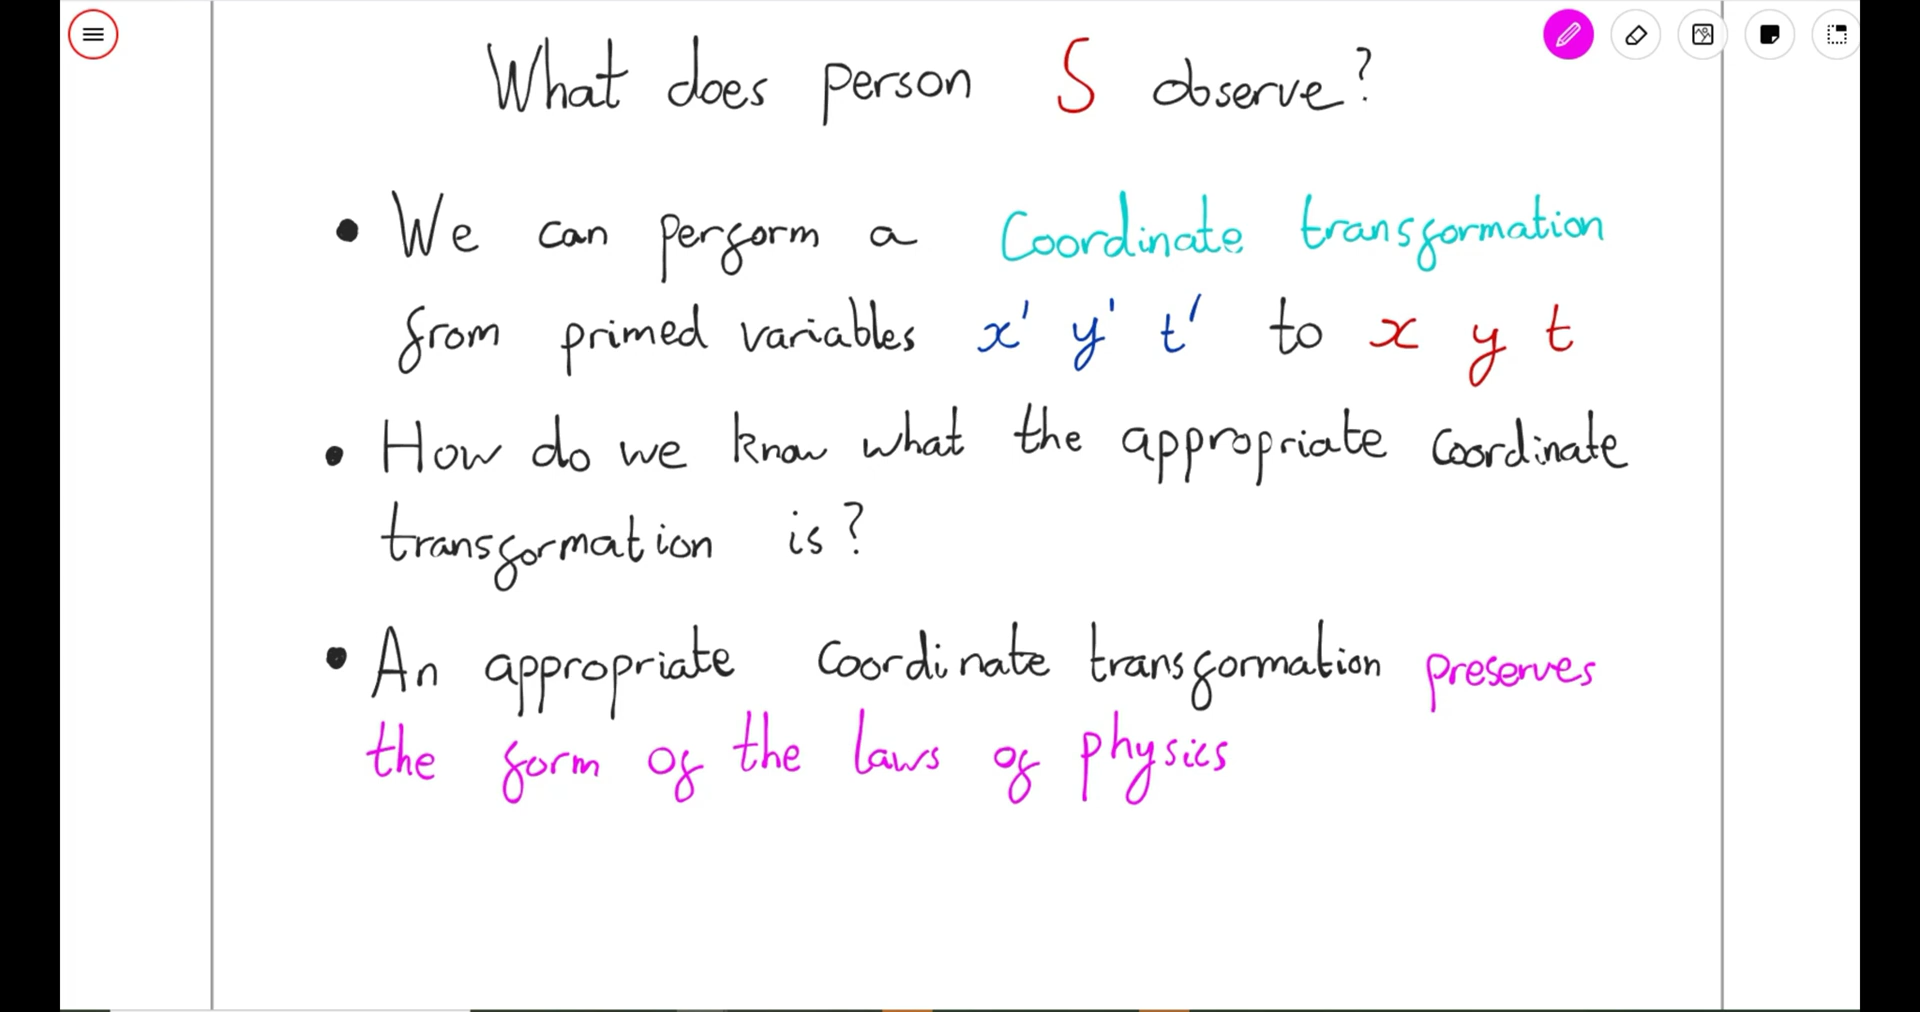 What does person S observe?
• We can perform a Coordinate transformation
from primed variables x' y' t' to x y t
• How do we know what the appropriate coordinate
transformation is?
• An appropriate coordinate transformation preserves
the form of the laws of physics